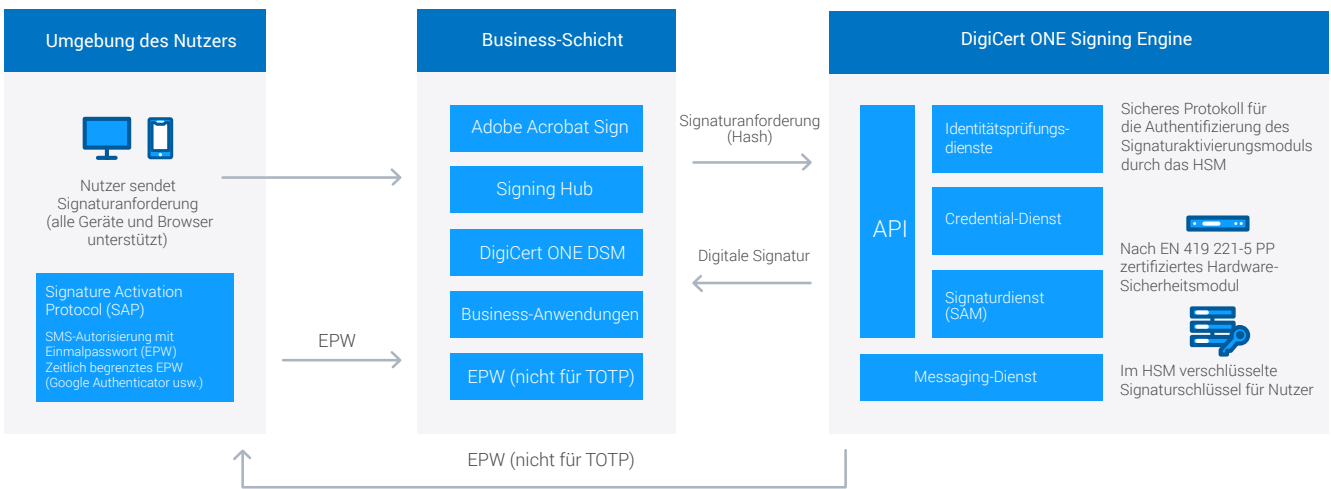 Umgebung des Nutzers
Nutzer sendet
Signaturanforderung
(alle Geräte und Browser
unterstützt)
Signature Activation
Protocol (SAP)
SMS-Autorisierung mit
Einmalpasswort (EPW)
Zeitlich begrenztes EPW
(Google Authenticator usw.)
EPW
Business-Schicht
Adobe Acrobat Sign
Signing Hub
DigiCert ONE DSM
Business-Anwendungen
EPW (nicht für TOTP)
Signaturanforderung
(Hash)
Digitale Signatur
DigiCert ONE Signing Engine
API
Identitätsprüfungs-
dienste
Credential-Dienst
Signaturdienst
(SAM)
Messaging-Dienst
Sicheres Protokoll für
die Authentifizierung des
Signaturaktivierungsmoduls
durch das HSM
Nach EN 419 221-5 PP
zertifiziertes Hardware-
Sicherheitsmodul
Im HSM verschlüsselte
Signaturschlüssel für Nutzer
EPW (nicht für TOTP)